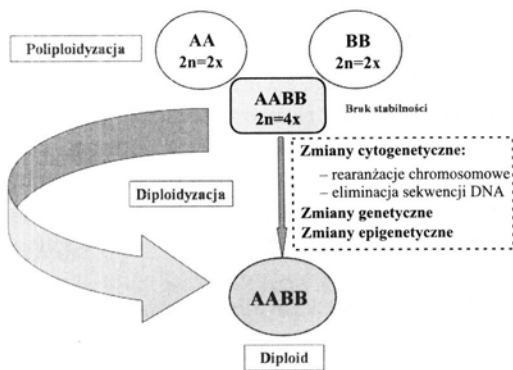 Poliploidyzacja
AA
2n=2x
BB
2n=2x
AABB
2n=4x
Bruk stabilności
Zmiany cytogenetyczne:
– rearanżacje chromosomowe
– eliminacja sekwencji DNA
Zmiany genetyczne
Zmiany epigenetyczne
Diploidyzacja
AABB
Diploid